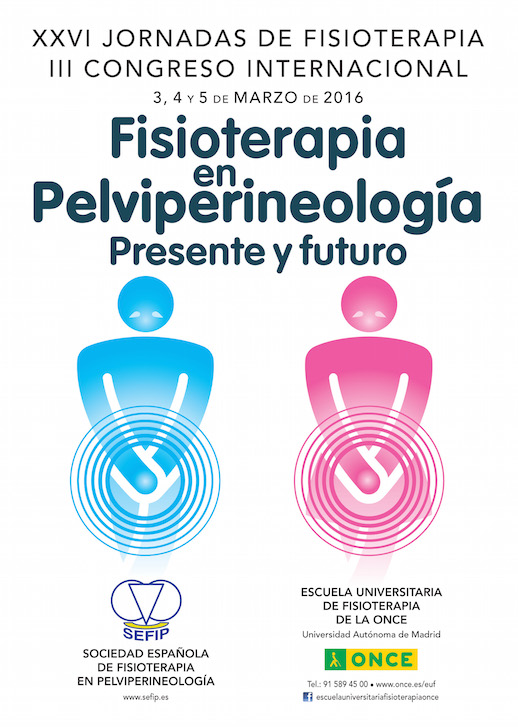 XXVI JORNADAS DE FISIOTERAPIA
III CONGRESO INTERNACIONAL
3, 4 Y 5 DE MARZO DE 2016
Fisioterapia
en
Pelviperineología
Presente y futuro
SEFIP
SOCIEDAD ESPAÑOLA
DE FISIOTERAPIA
EN PELVIPERINEOLOGÍA
www.sefip.es
ESCUELA UNIVERSITARIA
DE FISIOTERAPIA
DE LA ONCE
Universidad Autónoma de Madrid
ONCE
Tel.: 91 589 45 00 • www.once.es/euf
f escuelauniversitariafisioterapiaonce